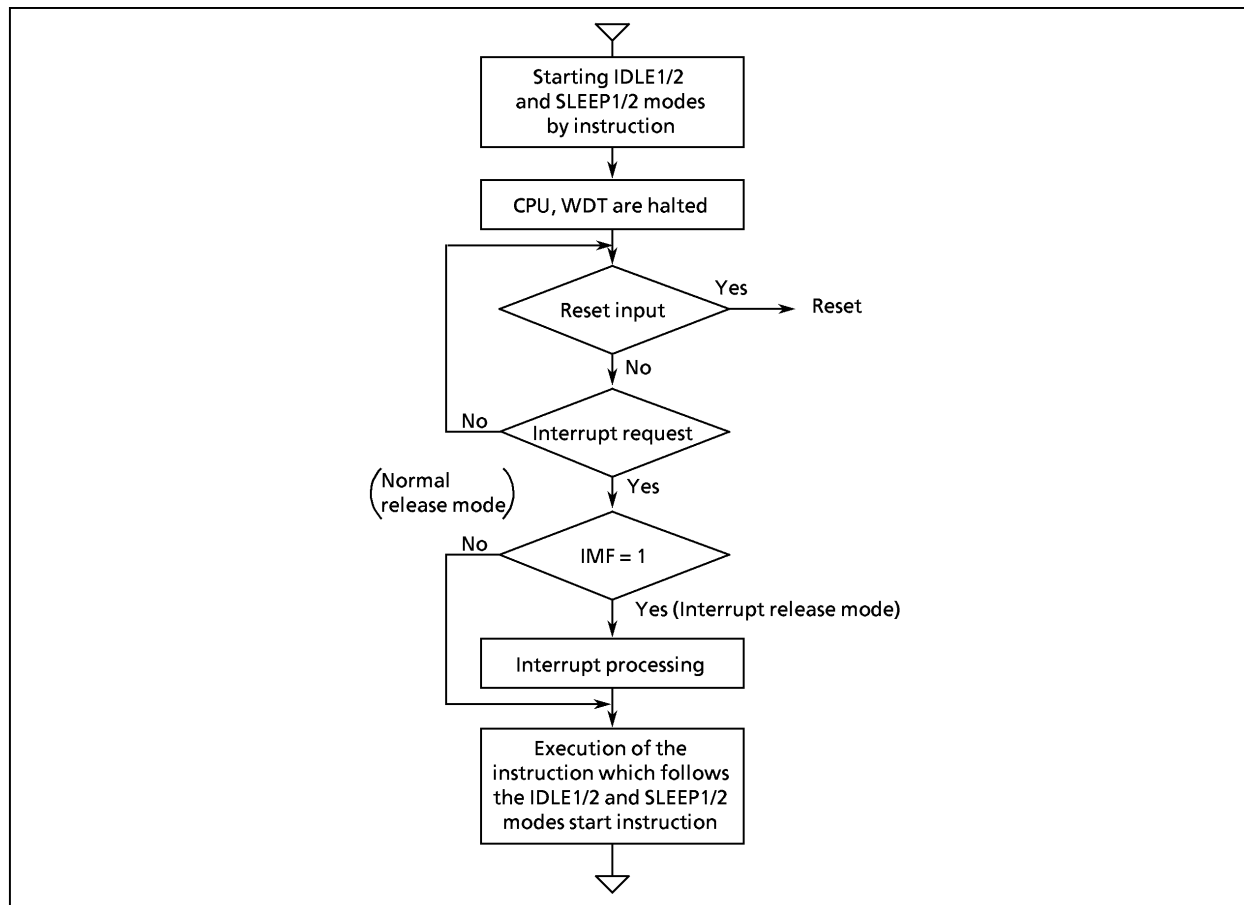 Starting IDLE1/2
and SLEEP1/2 modes
by instruction
CPU, WDT are halted
Yes
Reset input
Reset
No
No
Interrupt request
Yes
(Normal
release mode)
No
IMF = 1
Yes (Interrupt release mode)
Interrupt processing
Execution of the
instruction which follows
the IDLE1/2 and SLEEP1/2
modes start instruction